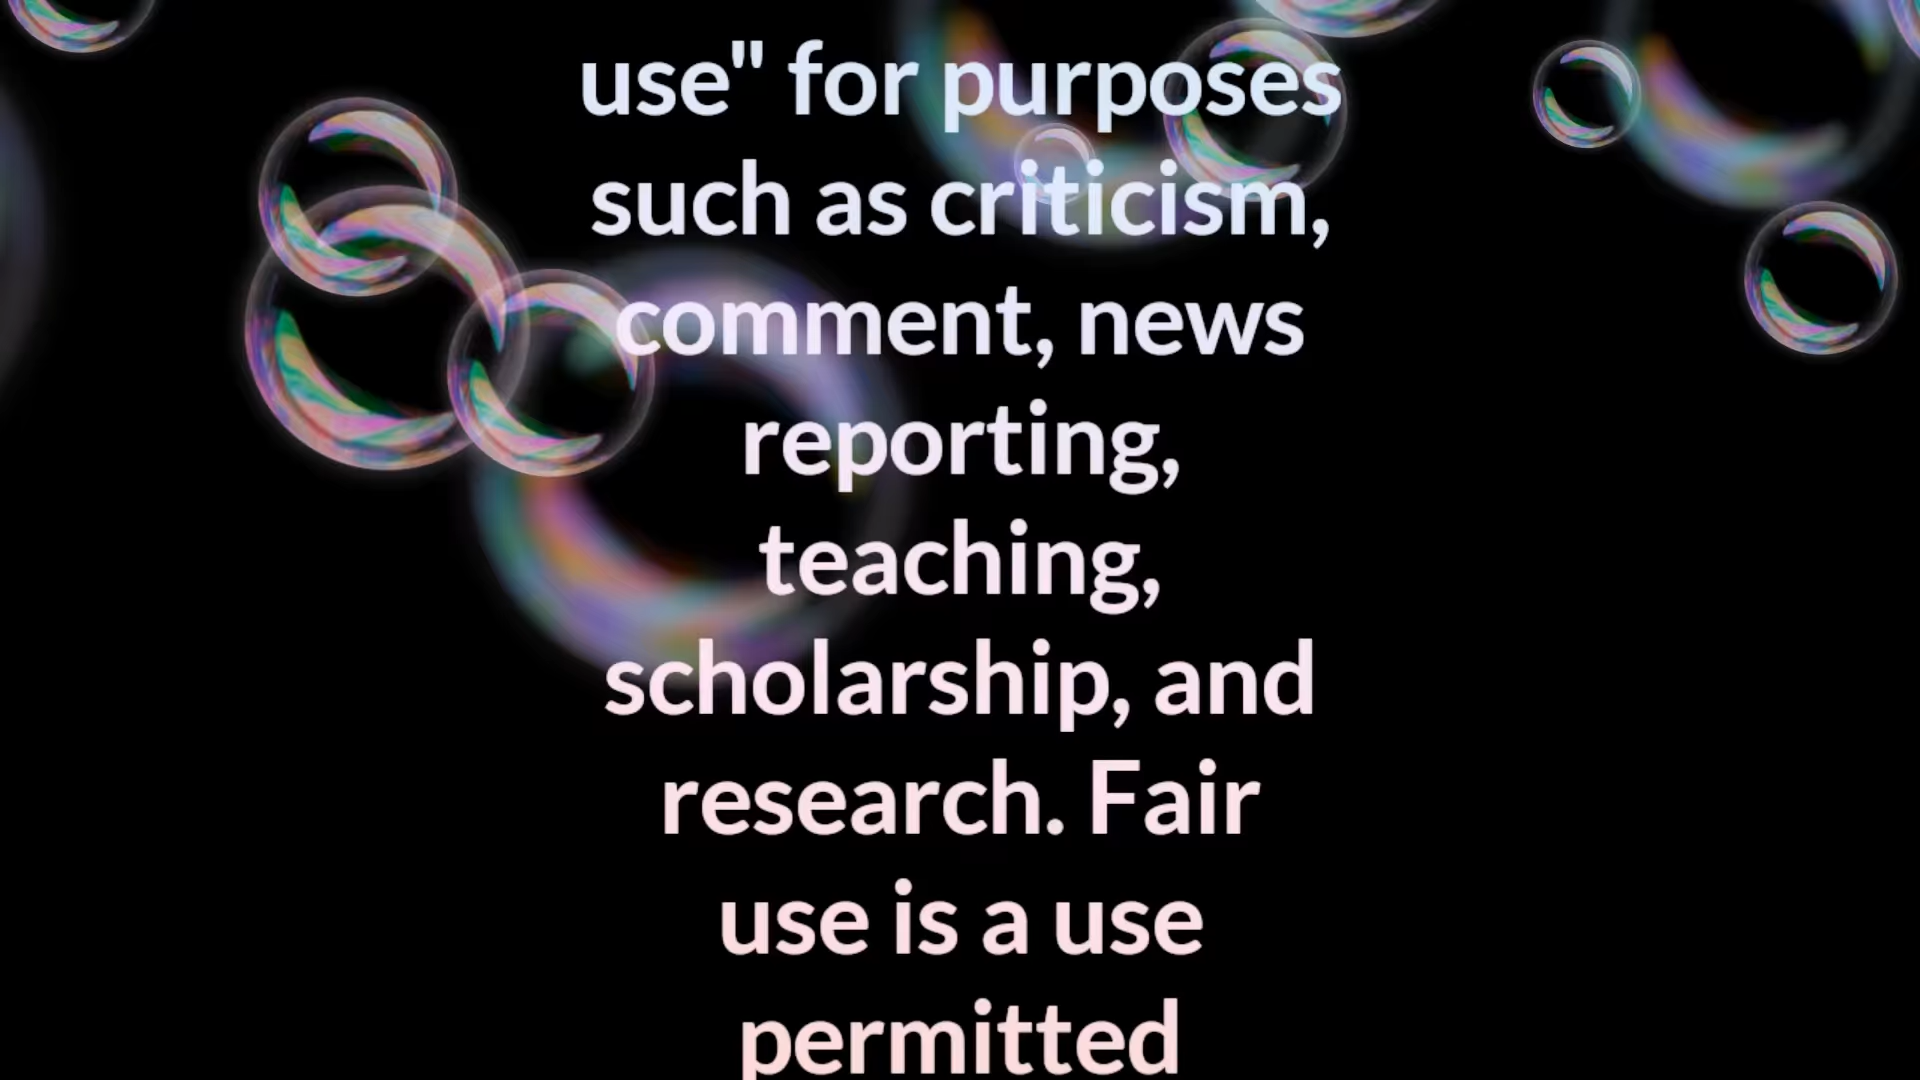 use" for purposes
such as criticism,
comment, news
reporting,
teaching,
scholarship, and
research. Fair
use is a use
permitted